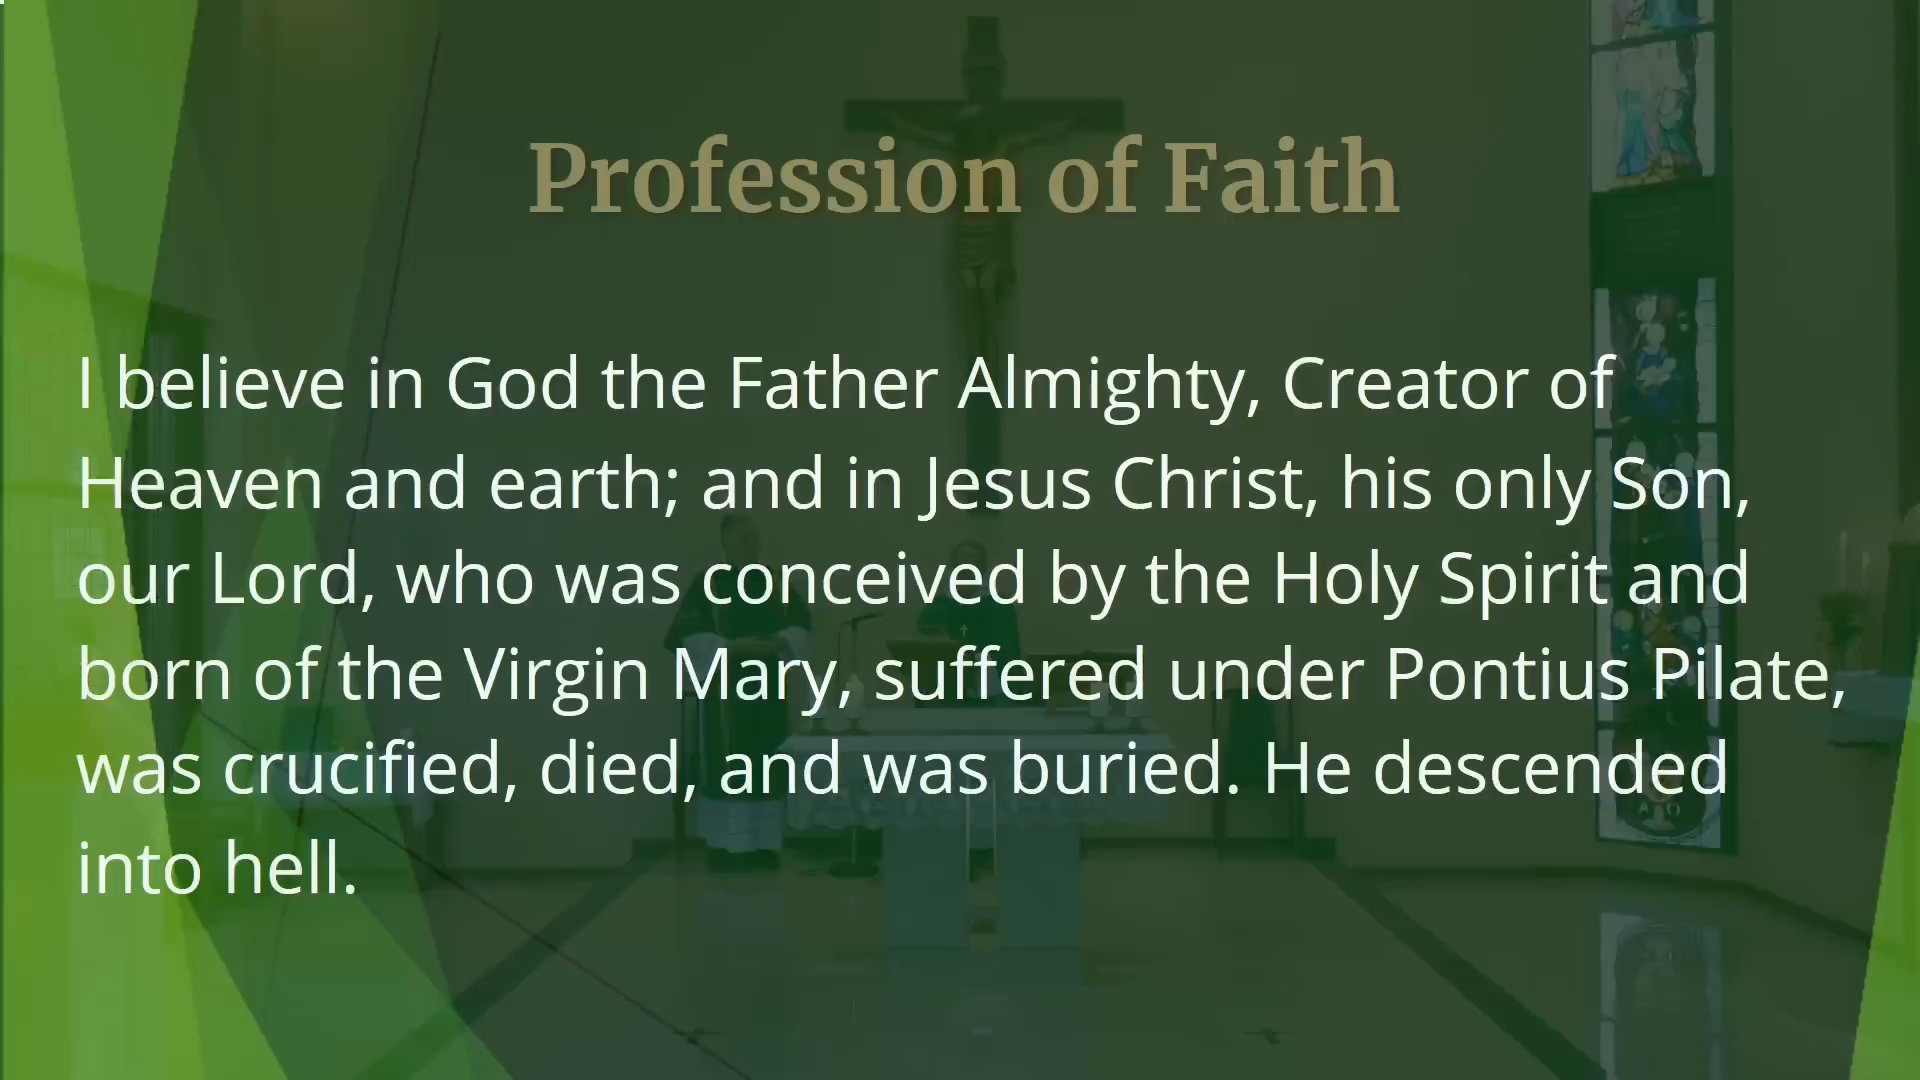 Profession of Faith
I believe in God the Father Almighty, Creator of
Heaven and earth; and in Jesus Christ, his only Son,
our Lord, who was conceived by the Holy Spirit and
born of the Virgin Mary, suffered under Pontius Pilate,
was crucified, died, and was buried. He descended
into hell.